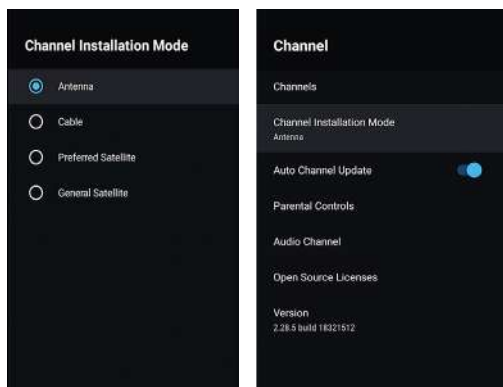 Channel Installation Mode
Antenna
Cable
Preferred Satellite
General Satellite
Channel
Channels
Channel Installation Mode
Antenna
Auto Channel Update
Parental Controls
Audio Channel
Open Source Licenses
Version
2.28.5 build 18321512